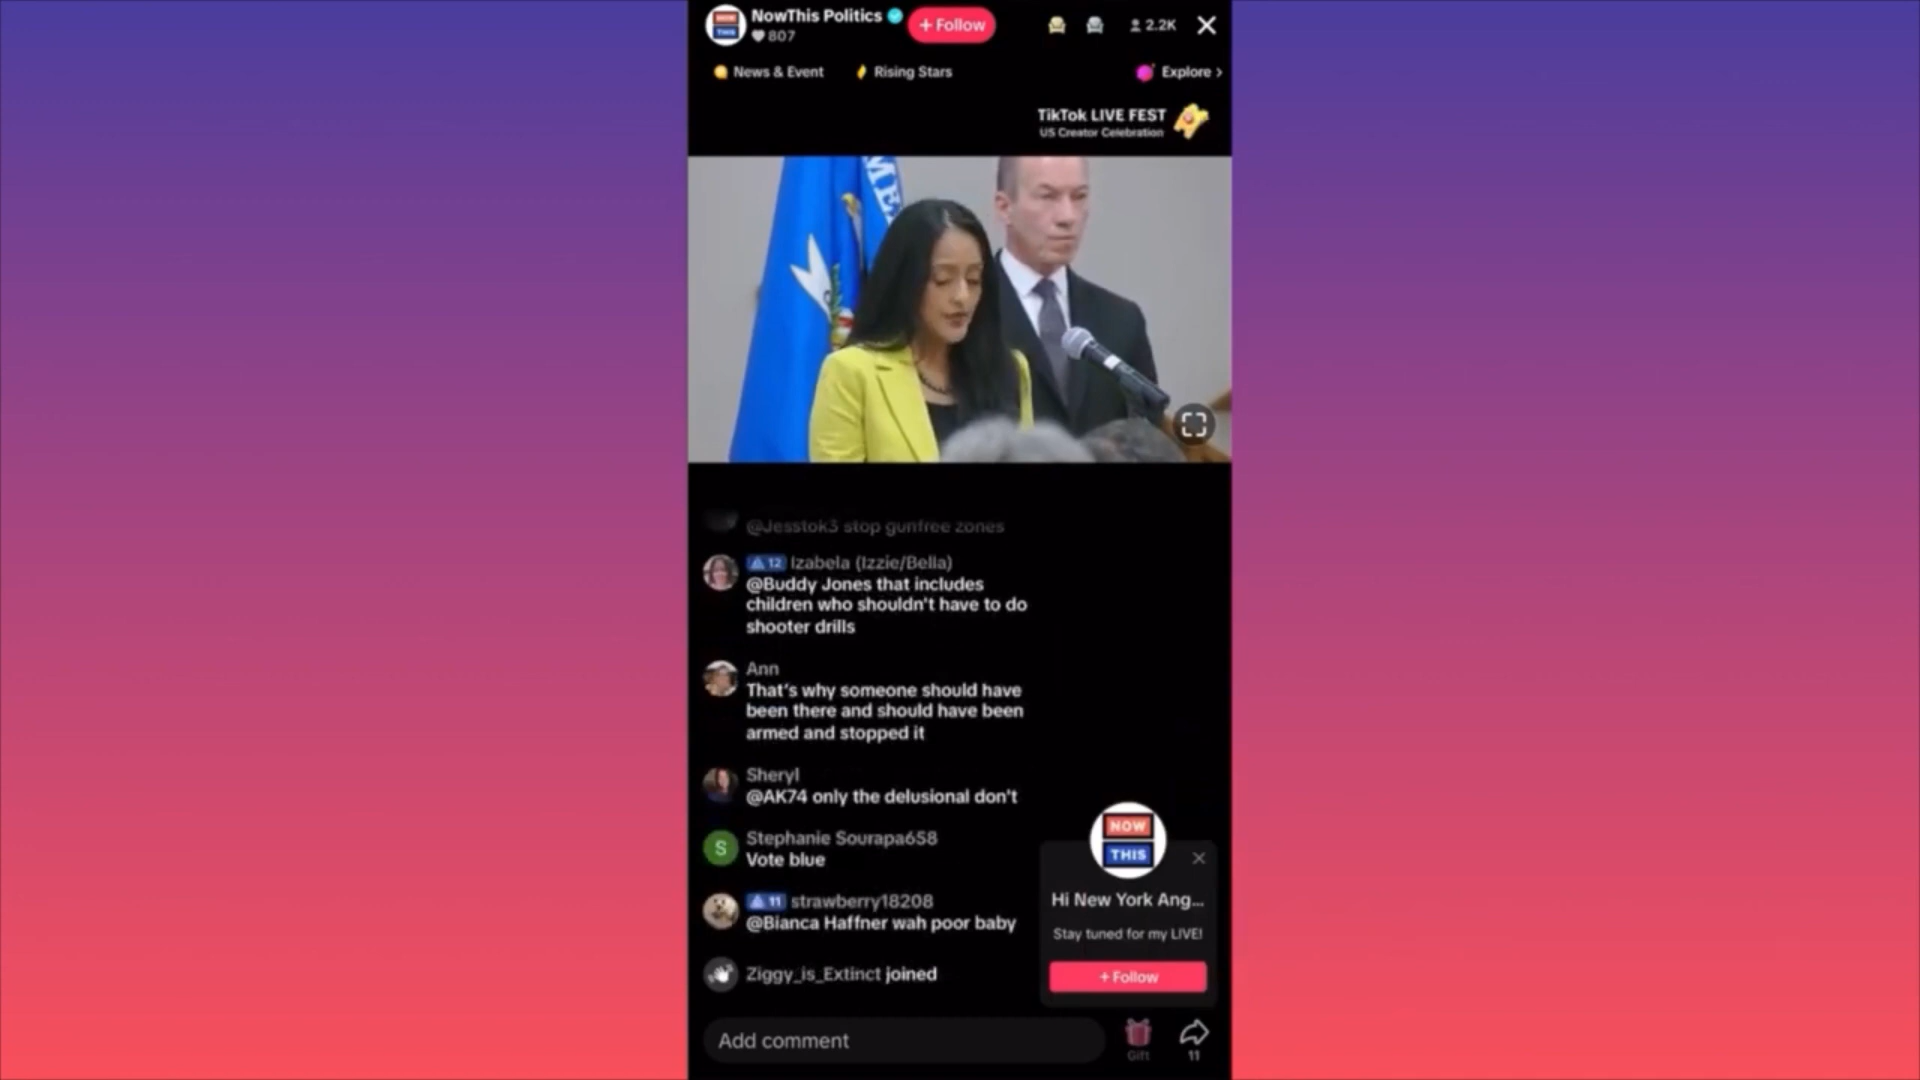 NOW
THIS
NowThis Politics
807
+ Follow
2.2K
News & Event
Rising Stars
Explore >
TikTok LIVE FEST
US Creator Celebration
ME
@Jesstok3 stop gunfree zones
12 Izabela (Izzie/Bella)
@Buddy Jones that includes
children who shouldn't have to do
shooter drills
Ann
That's why someone should have
been there and should have been
armed and stopped it
Sheryl
@AK74 only the delusional don't
S
Stephanie Sourapa658
Vote blue
11 strawberry18208
@Bianca Haffner wah poor baby
Ziggy_is_Extinct joined
NOW
THIS
Hi New York Ang...
Stay tuned for my LIVE!
+ Follow
Add comment
Gift
11